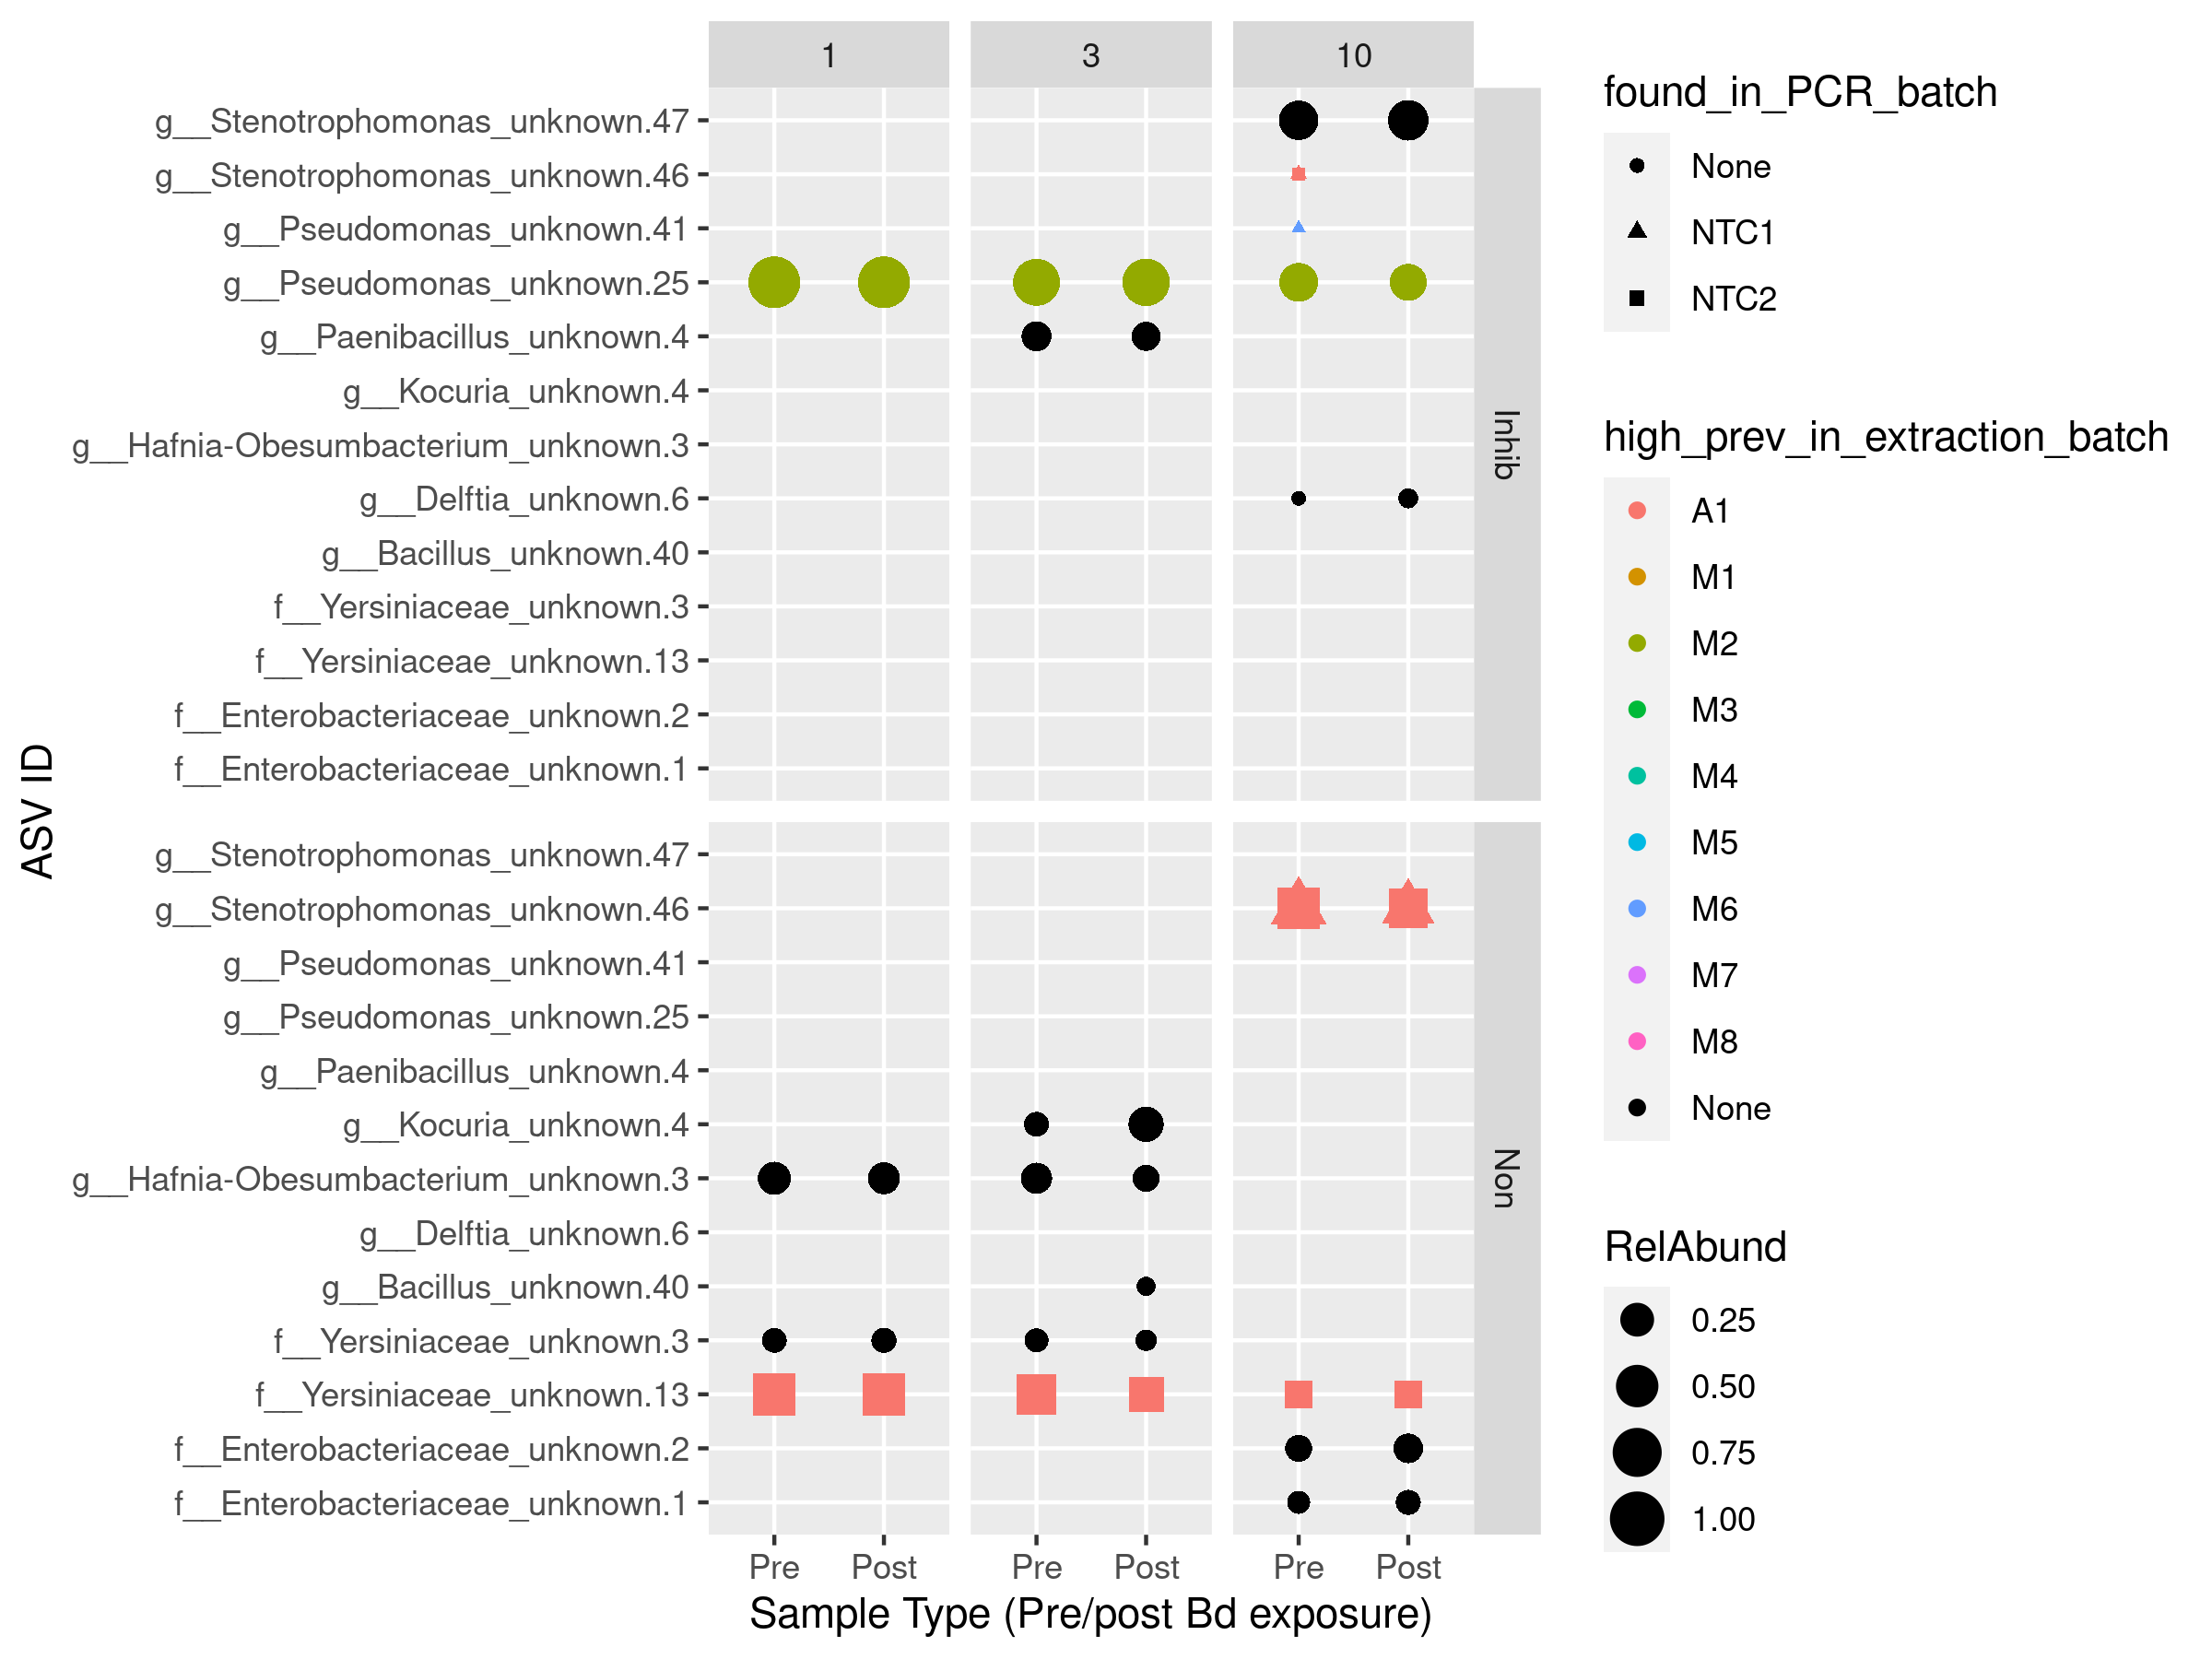 1
3
10
g__Stenotrophomonas_unknown.47
g__Stenotrophomonas_unknown.46
g__Pseudomonas_unknown.41
g__Pseudomonas_unknown.25
g__Paenibacillus_unknown.4
g__Kocuria_unknown.4
g__Hafnia-Obesumbacterium_unknown.3
g__Delftia_unknown.6
g__Bacillus_unknown.40
f__Yersiniaceae_unknown.3
f__Yersiniaceae_unknown.13
f__Enterobacteriaceae_unknown.2
f__Enterobacteriaceae_unknown.1
Inhib
g__Stenotrophomonas_unknown.47
g__Stenotrophomonas_unknown.46
g__Pseudomonas_unknown.41
g__Pseudomonas_unknown.25
g__Paenibacillus_unknown.4
g__Kocuria_unknown.4
g__Hafnia-Obesumbacterium_unknown.3
g__Delftia_unknown.6
g__Bacillus_unknown.40
f__Yersiniaceae_unknown.3
f__Yersiniaceae_unknown.13
f__Enterobacteriaceae_unknown.2
f__Enterobacteriaceae_unknown.1
Non
ASV ID
Pre Post Pre Post Pre Post
Sample Type (Pre/post Bd exposure)
found_in_PCR_batch
None
NTC1
NTC2
high_prev_in_extraction_batch
A1
M1
M2
M3
M4
M5
M6
M7
M8
None
RelAbund
0.25
0.50
0.75
1.00